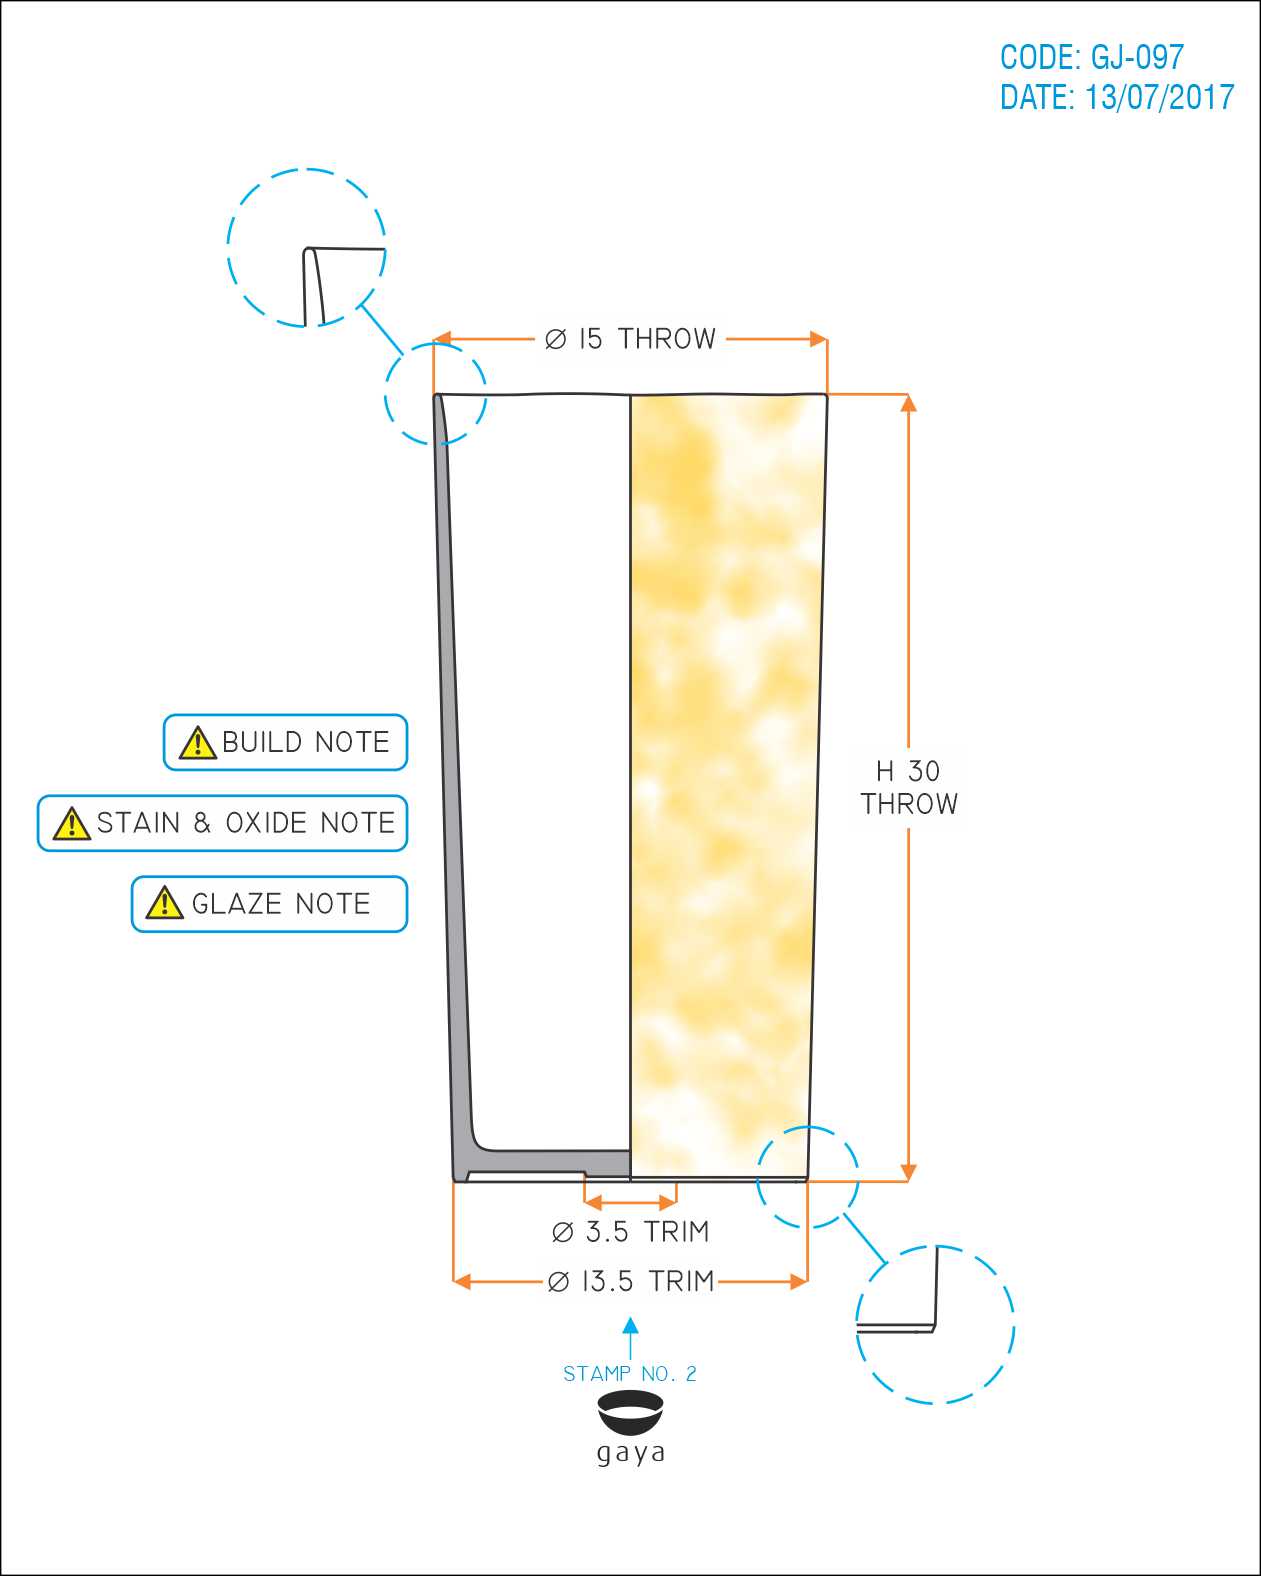 CODE: GJ-097
DATE: 13/07/2017
Ø 15 THROW
BUILD NOTE
STAIN & OXIDE NOTE
GLAZE NOTE
H 30
THROW
Ø 3.5 TRIM
Ø 13.5 TRIM
STAMP NO. 2
gaya